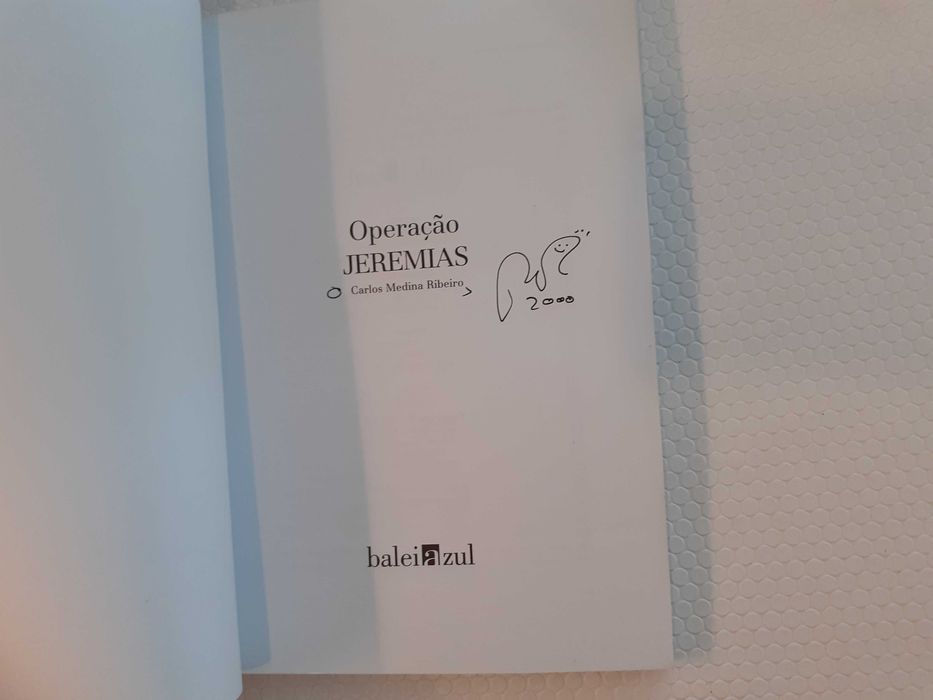 Operação
JEREMIAS
Carlos Medina Ribeiro
2000
baleiazul